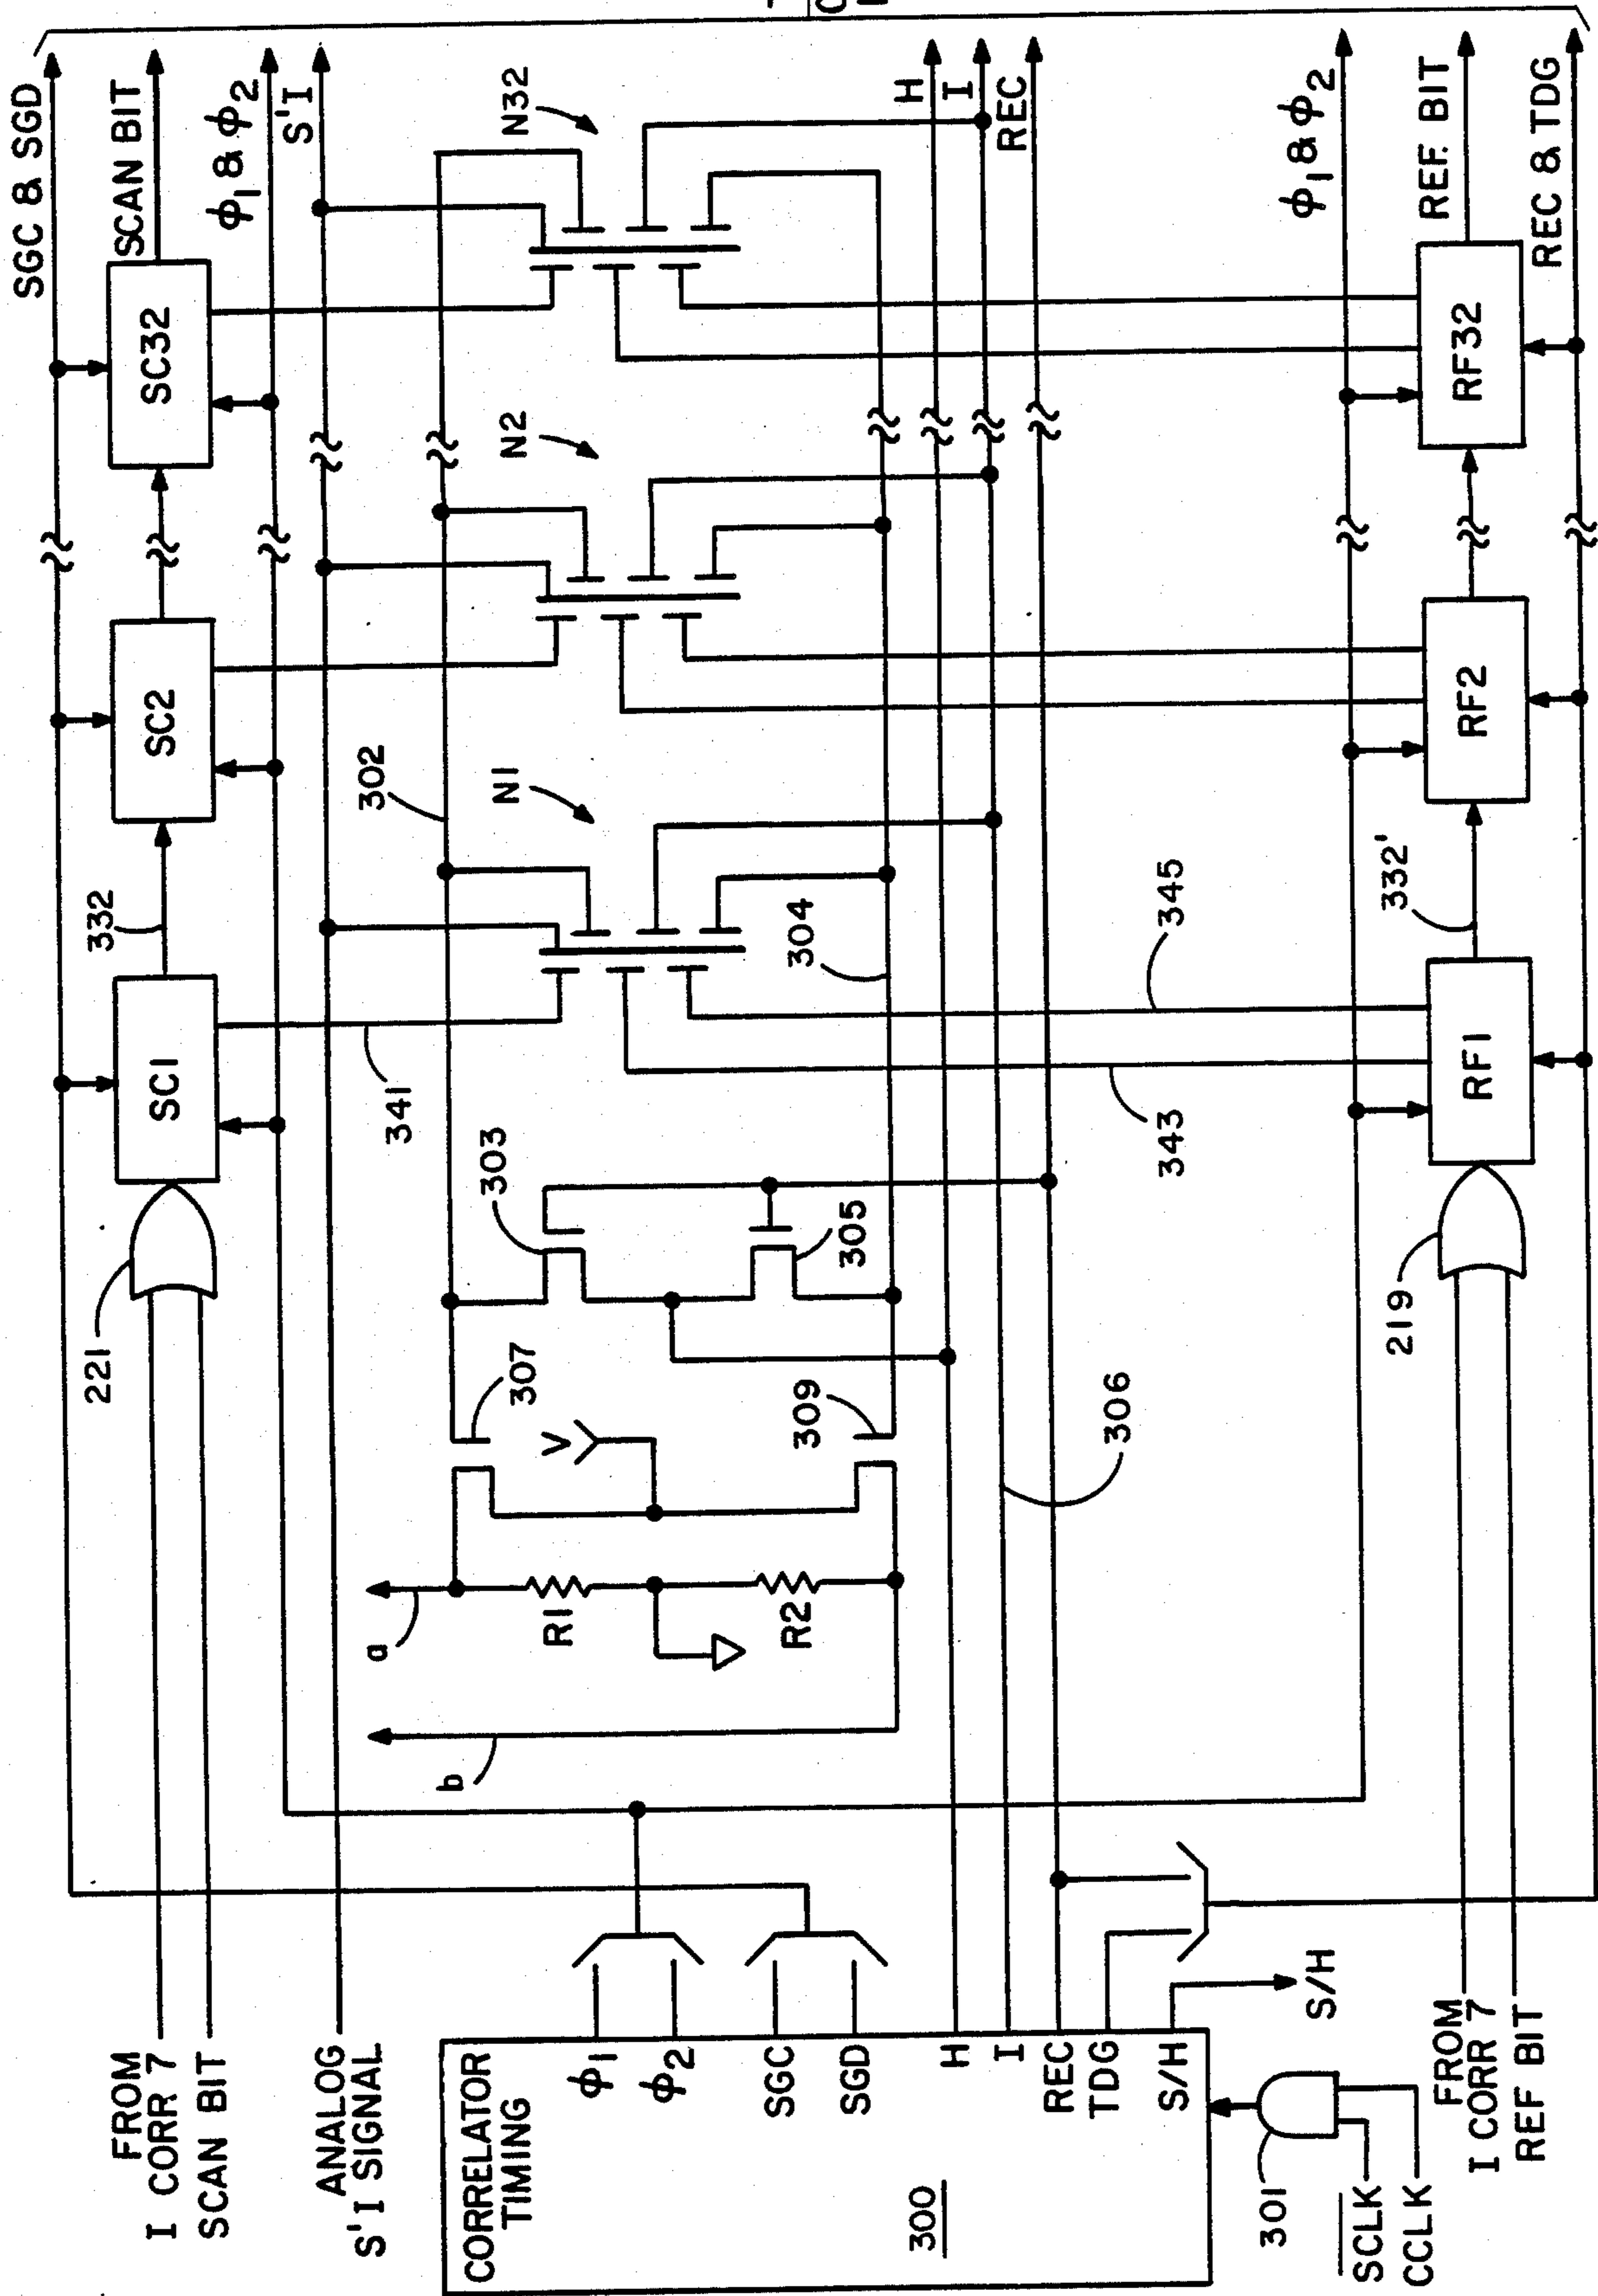 SGC & SGD
SCAN BIT
ϕ1 & ϕ2
S'I
H
I
REC
ϕ1 & ϕ2
REF. BIT
REC & TDG
SC32
N32
RF32
SC2
N2
RF2
332
302
N1
304
345
332'
SC1
341
343
RF1
221
303
305
219
307
V
309
306
a
R1
R2
b
FROM
I CORR 7
SCAN BIT
ANALOG
S'I SIGNAL
CORRELATOR
TIMING
ϕ1
ϕ2
SGC
SGD
H
I
REC
TDG
S/H
S/H
300
301
SCLK
CCLK
FROM
I CORR 7
REF BIT